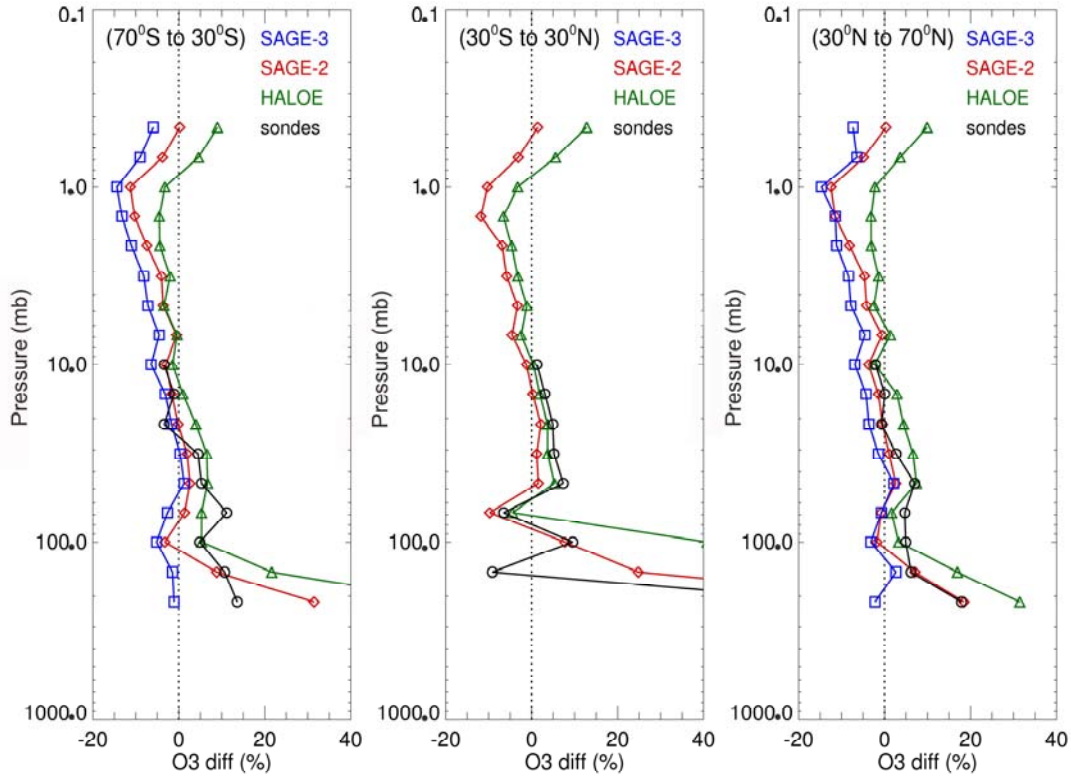 0.1
(70⁰S to 30⁰S)
SAGE-3
SAGE-2
HALOE
sondes
1.0
10.0
100.0
1000.0
Pressure (mb)
-20 0 20 40
O3 diff (%)
0.1
(30⁰S to 30⁰N)
SAGE-3
SAGE-2
HALOE
sondes
1.0
10.0
100.0
1000.0
Pressure (mb)
-20 0 20 40
O3 diff (%)
0.1
(30⁰N to 70⁰N)
SAGE-3
SAGE-2
HALOE
sondes
1.0
10.0
100.0
1000.0
Pressure (mb)
-20 0 20 40
O3 diff (%)